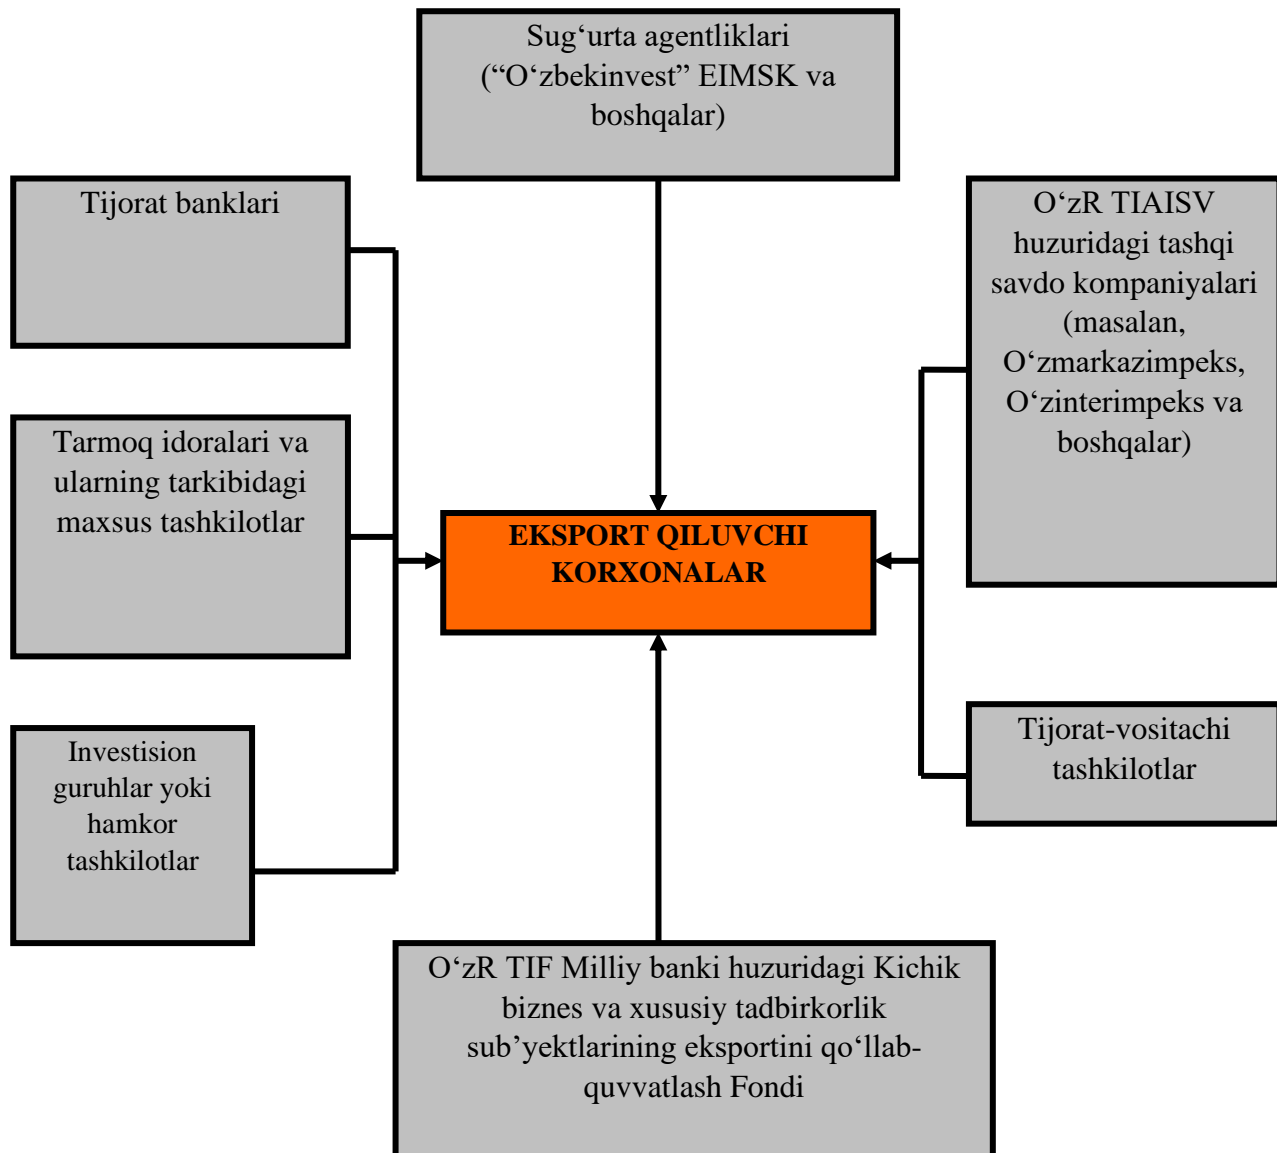 Sug‘urta agentliklari
(“O‘zbekinvest” EIMSK va
boshqalar)
Tijorat banklari
O‘zR TIAISV
huzuridagi tashqi
savdo kompaniyalari
(masalan,
O‘zmarkazimpeks,
O‘zinterimpeks va
boshqalar)
Tarmoq idoralari va
ularning tarkibidagi
maxsus tashkilotlar
EKSPORT QILUVCHI
KORXONALAR
Investision
guruhlar yoki
hamkor
tashkilotlar
Tijorat-vositachi
tashkilotlar
O‘zR TIF Milliy banki huzuridagi Kichik
biznes va xususiy tadbirkorlik
sub’yektlarining eksportini qo‘llab-
quvvatlash Fondi